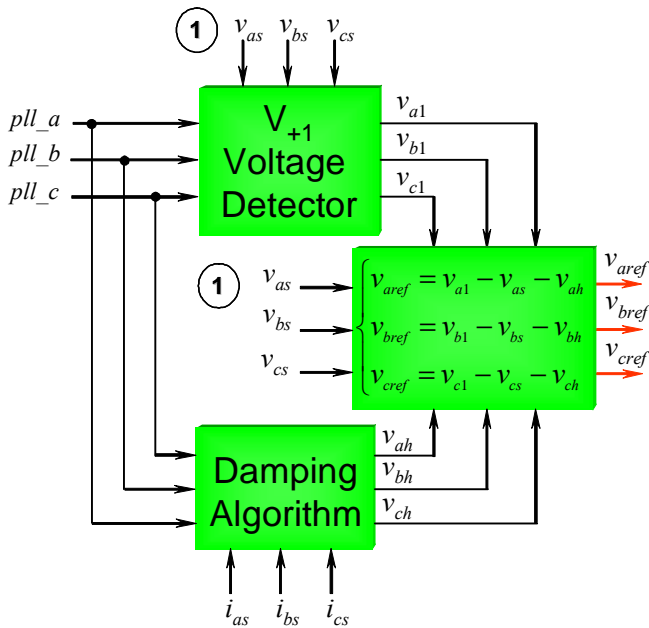 1 v_as v_bs v_cs
pll_a
pll_b
pll_c
V_+1
Voltage
Detector
v_a1
v_b1
v_c1
1
v_as
v_bs
v_cs
v_aref = v_a1 − v_as − v_ah
v_bref = v_b1 − v_bs − v_bh
v_cref = v_c1 − v_cs − v_ch
v_aref
v_bref
v_cref
Damping
Algorithm
v_ah
v_bh
v_ch
i_as i_bs i_cs